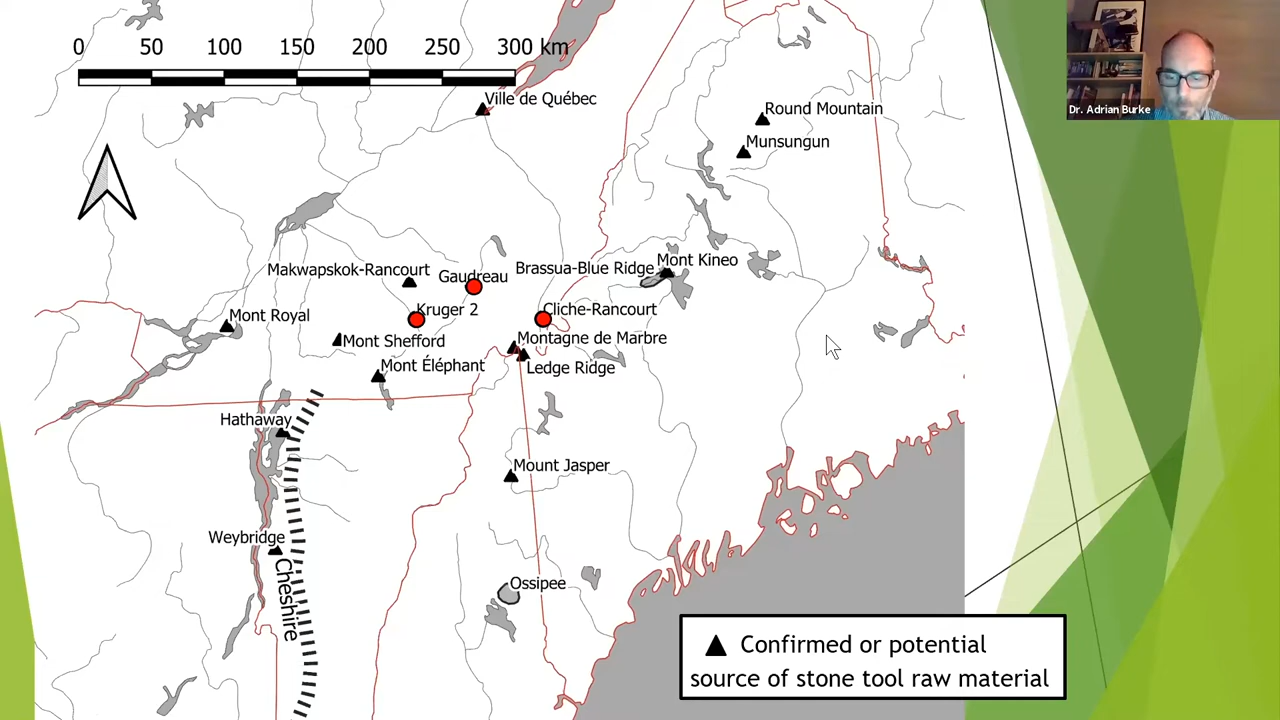 0 50 100 150 200 250 300 km
Ville de Québec
Round Mountain
Munsungun
Dr. Adrian Burke
Makwapskok-Rancourt
Gaudreau
Brassua-Blue Ridge
Mont Kineo
Mont Royal
Kruger 2
Cliche-Rancourt
Mont Shefford
Montagne de Marbre
Mont Éléphant
Ledge Ridge
Hathaway
Mount Jasper
Weybridge
Cheshire
Ossipee
Confirmed or potential
source of stone tool raw material